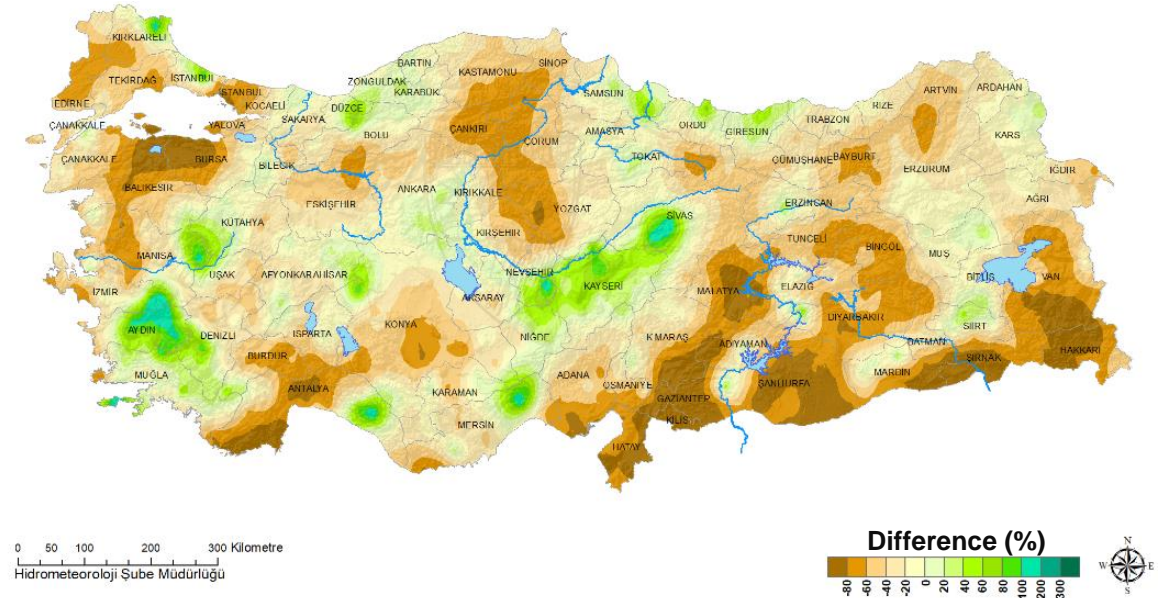 KIRKLARELİ
TEKİRDAĞ
İSTANBUL
EDİRNE
İSTANBUL
KOCAELİ
ÇANAKKALE
YALOVA
SAKARYA
ÇANAKKALE
BURSA
BİLECİK
BALIKESİR
ZONGULDAK
BARTIN
KARABÜK
DÜZCE
BOLU
KASTAMONU
SİNOP
ÇANKIRI
ÇORUM
SAMSUN
AMASYA
TOKAT
ORDU
GİRESUN
TRABZON
RİZE
ARTVİN
ARDAHAN
KARS
GÜMÜŞHANE
BAYBURT
ERZURUM
IĞDIR
AĞRI
ESKİŞEHİR
ANKARA
KIRIKKALE
YOZGAT
KIRŞEHİR
SİVAS
ERZİNCAN
TUNCELİ
BİNGÖL
MUŞ
BİTLİS
VAN
KÜTAHYA
MANİSA
UŞAK
AFYONKARAHİSAR
İZMİR
AYDIN
DENİZLİ
ISPARTA
BURDUR
MUĞLA
ANTALYA
KONYA
AKSARAY
NEVŞEHİR
KAYSERİ
NİĞDE
KARAMAN
MERSİN
ADANA
OSMANİYE
K.MARAŞ
MALATYA
ELAZIĞ
DİYARBAKIR
ADIYAMAN
GAZİANTEP
KİLİS
HATAY
ŞANLIURFA
MARDİN
BATMAN
SİİRT
ŞIRNAK
HAKKARİ
0 50 100 200 300 Kilometre
Hidrometeoroloji Şube Müdürlüğü
Difference (%)
-80 -60 -40 -20 0 20 40 60 80 100 200 300
N
W E
S